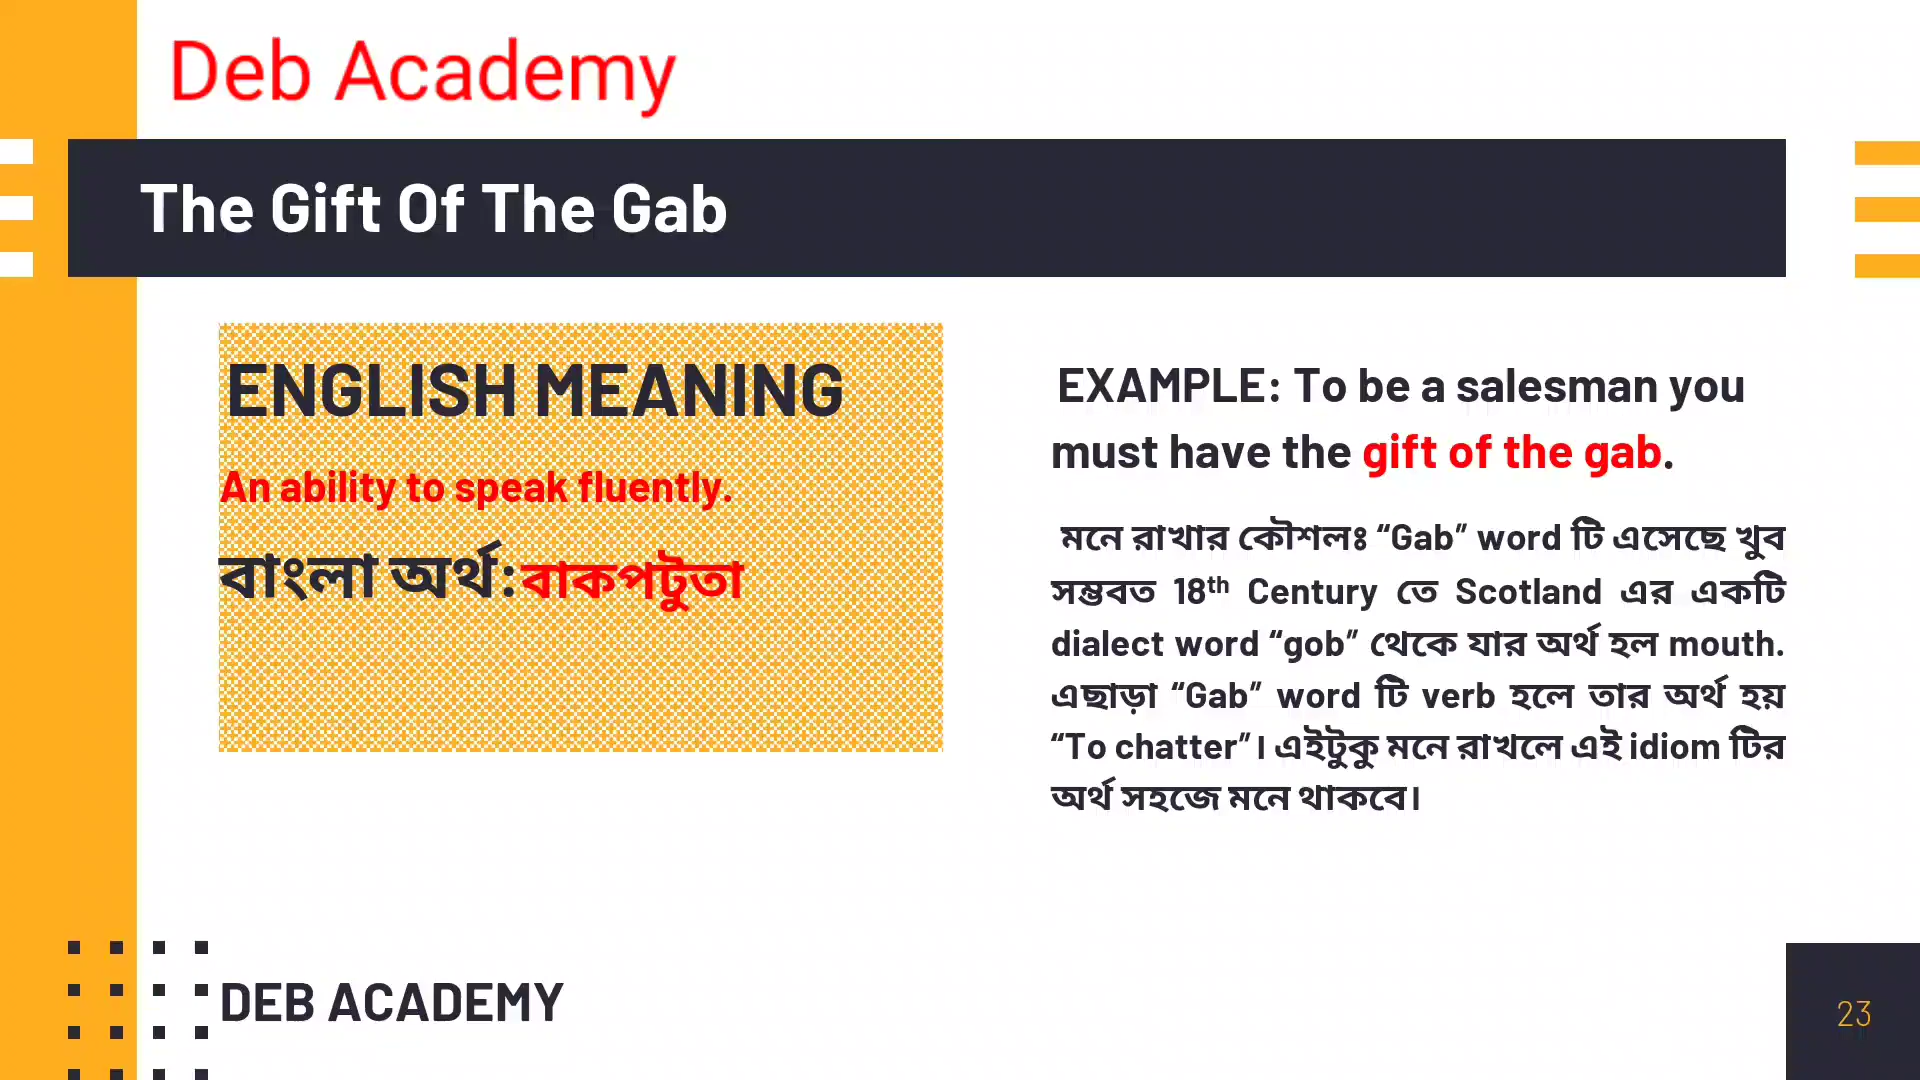 Deb Academy
The Gift Of The Gab
ENGLISH MEANING
An ability to speak fluently.
বাংলা অর্থ:বাকপটুতা
EXAMPLE: To be a salesman you
must have the gift of the gab.
মনে রাখার কৌশলঃ “Gab” word টি এসেছে খুব
সম্ভবত 18th Century তে Scotland এর একটি
dialect word “gob” থেকে যার অর্থ হল mouth.
এছাড়া “Gab” word টি verb হলে তার অর্থ হয়
“To chatter”। এইটুকু মনে রাখলে এই idiom টির
অর্থ সহজে মনে থাকবে।
DEB ACADEMY
23